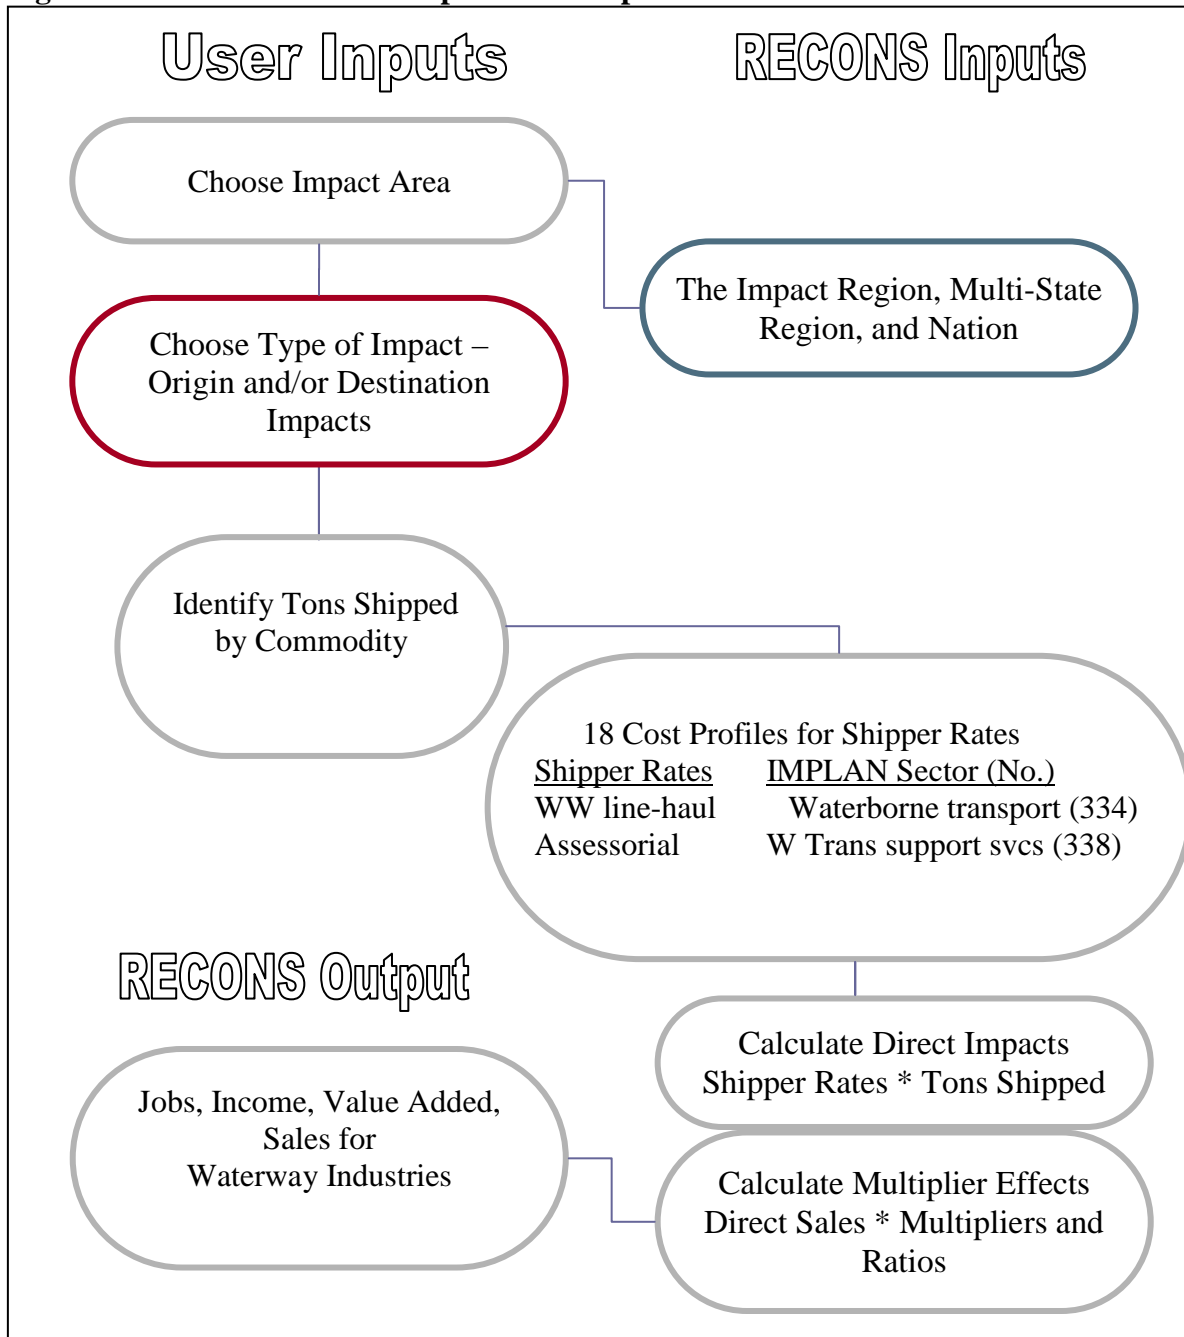 User Inputs
RECONS Inputs
Choose Impact Area
The Impact Region, Multi-State
Region, and Nation
Choose Type of Impact –
Origin and/or Destination
Impacts
Identify Tons Shipped
by Commodity
18 Cost Profiles for Shipper Rates
Shipper Rates IMPLAN Sector (No.)
WW line-haul Waterborne transport (334)
Assessorial W Trans support svcs (338)
RECONS Output
Calculate Direct Impacts
Shipper Rates * Tons Shipped
Jobs, Income, Value Added,
Sales for
Waterway Industries
Calculate Multiplier Effects
Direct Sales * Multipliers and
Ratios